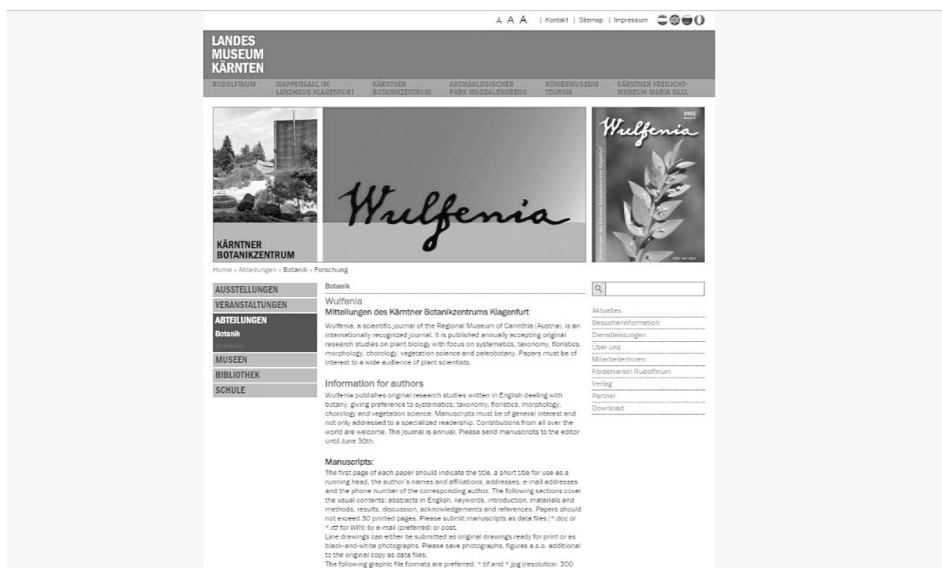 A A A | Kontakt | Sitemap | Impressum
LANDES
MUSEUM
KÄRNTEN
RUDOLFINUM
WAPPENSAAL IM
LANDHAUS KLAGENFURT
KÄRNTNER
BOTANIKZENTRUM
ARCHÄOLOGISCHER
PARK MAGDALENSBERG
RÖMERMUSEUM
TEURNIA
KÄRNTNER FREILICHT-
MUSEUM MARIA SAAL
KÄRNTNER
BOTANIKZENTRUM
Wulfenia
Wulfenia
Home » Abteilungen » Botanik » Forschung
AUSSTELLUNGEN
VERANSTALTUNGEN
ABTEILUNGEN
Botanik
MUSEEN
BIBLIOTHEK
SCHULE
Botanik
Wulfenia
Mitteilungen des Kärntner Botanikzentrums Klagenfurt
Wulfenia, a scientific journal of the Regional Museum of Carinthia (Austria), is an
internationally recognized journal. It is published annually accepting original
research studies on plant biology with focus on systematics, taxonomy, floristics,
morphology, chorology, vegetation science and paleobotany. Papers must be of
interest to a wide audience of plant scientists.
Information for authors
Wulfenia publishes original research studies written in English dealing with
botany, giving preference to systematics, taxonomy, floristics, morphology,
chorology and vegetation science. Manuscripts must be of general interest and
not only addressed to a specialized readership. Contributions from all over the
world are welcome. The journal is annual. Please send manuscripts to the editor
until June 30th.
Manuscripts:
The first page of each paper should indicate the title, a short title for use as a
running head, the author's names and affiliations, addresses, e-mail addresses
and the phone number of the corresponding author. The following sections cover
the usual contents: abstracts in English, keywords, introduction, materials and
methods, results, discussion, acknowledgements and references. Papers should
not exceed 30 printed pages. Please submit manuscripts as data files (*.doc or
*.rtf for WIN) by e-mail (preferred) or post.
Line drawings can either be submitted as original drawings ready for print or as
black-and-white photographs. Please save photographs, figures a.s.o. additional
to the original copy as data files.
The following graphic file formats are preferred: *.tif and *.jpg (resolution: 300
Aktuelles
Besucherinformation
Dienstleistungen
Über uns
MitarbeiterInnen
Förderverein Rudolfinum
Verlag
Partner
Download